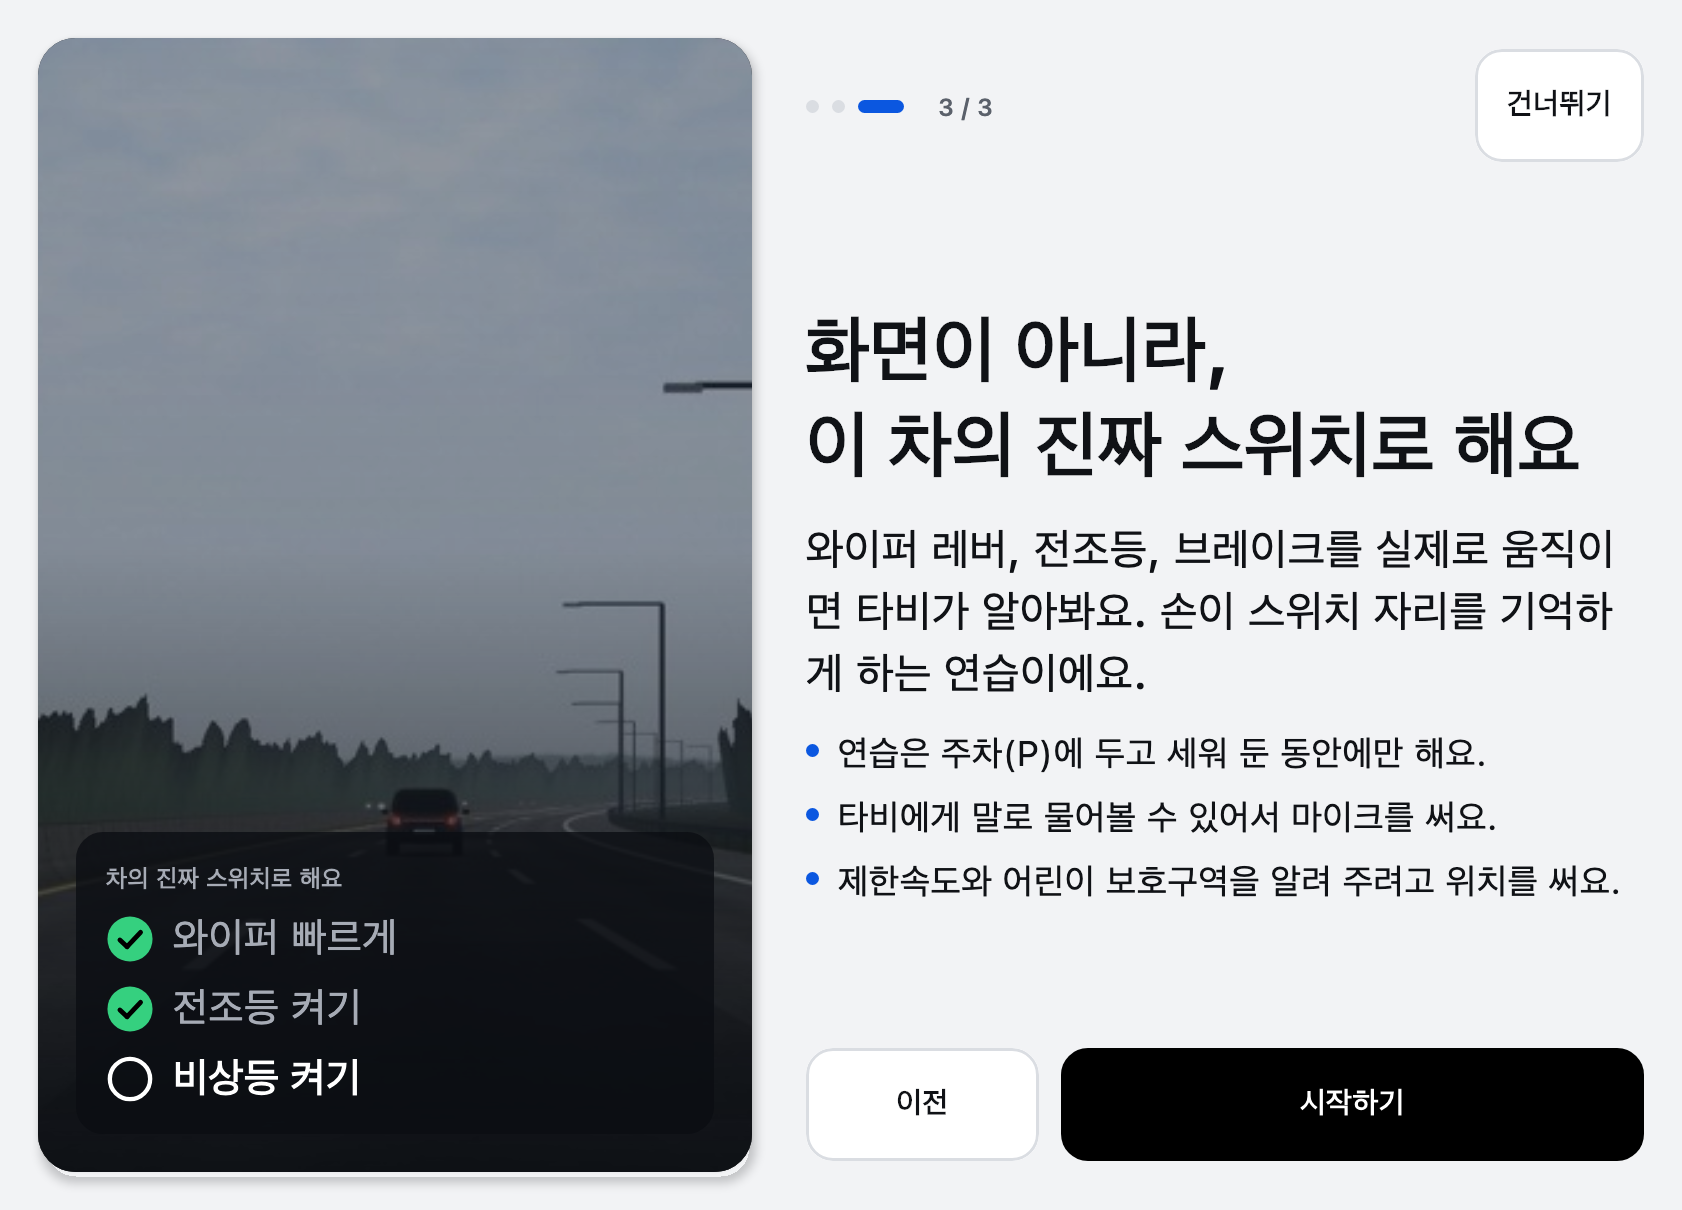 3 / 3
건너뛰기
화면이 아니라,
이 차의 진짜 스위치로 해요
와이퍼 레버, 전조등, 브레이크를 실제로 움직이
면 타비가 알아봐요. 손이 스위치 자리를 기억하
게 하는 연습이에요.
연습은 주차(P)에 두고 세워 둔 동안에만 해요.
타비에게 말로 물어볼 수 있어서 마이크를 써요.
제한속도와 어린이 보호구역을 알려 주려고 위치를 써요.
차의 진짜 스위치로 해요
와이퍼 빠르게
전조등 켜기
비상등 켜기
이전
시작하기